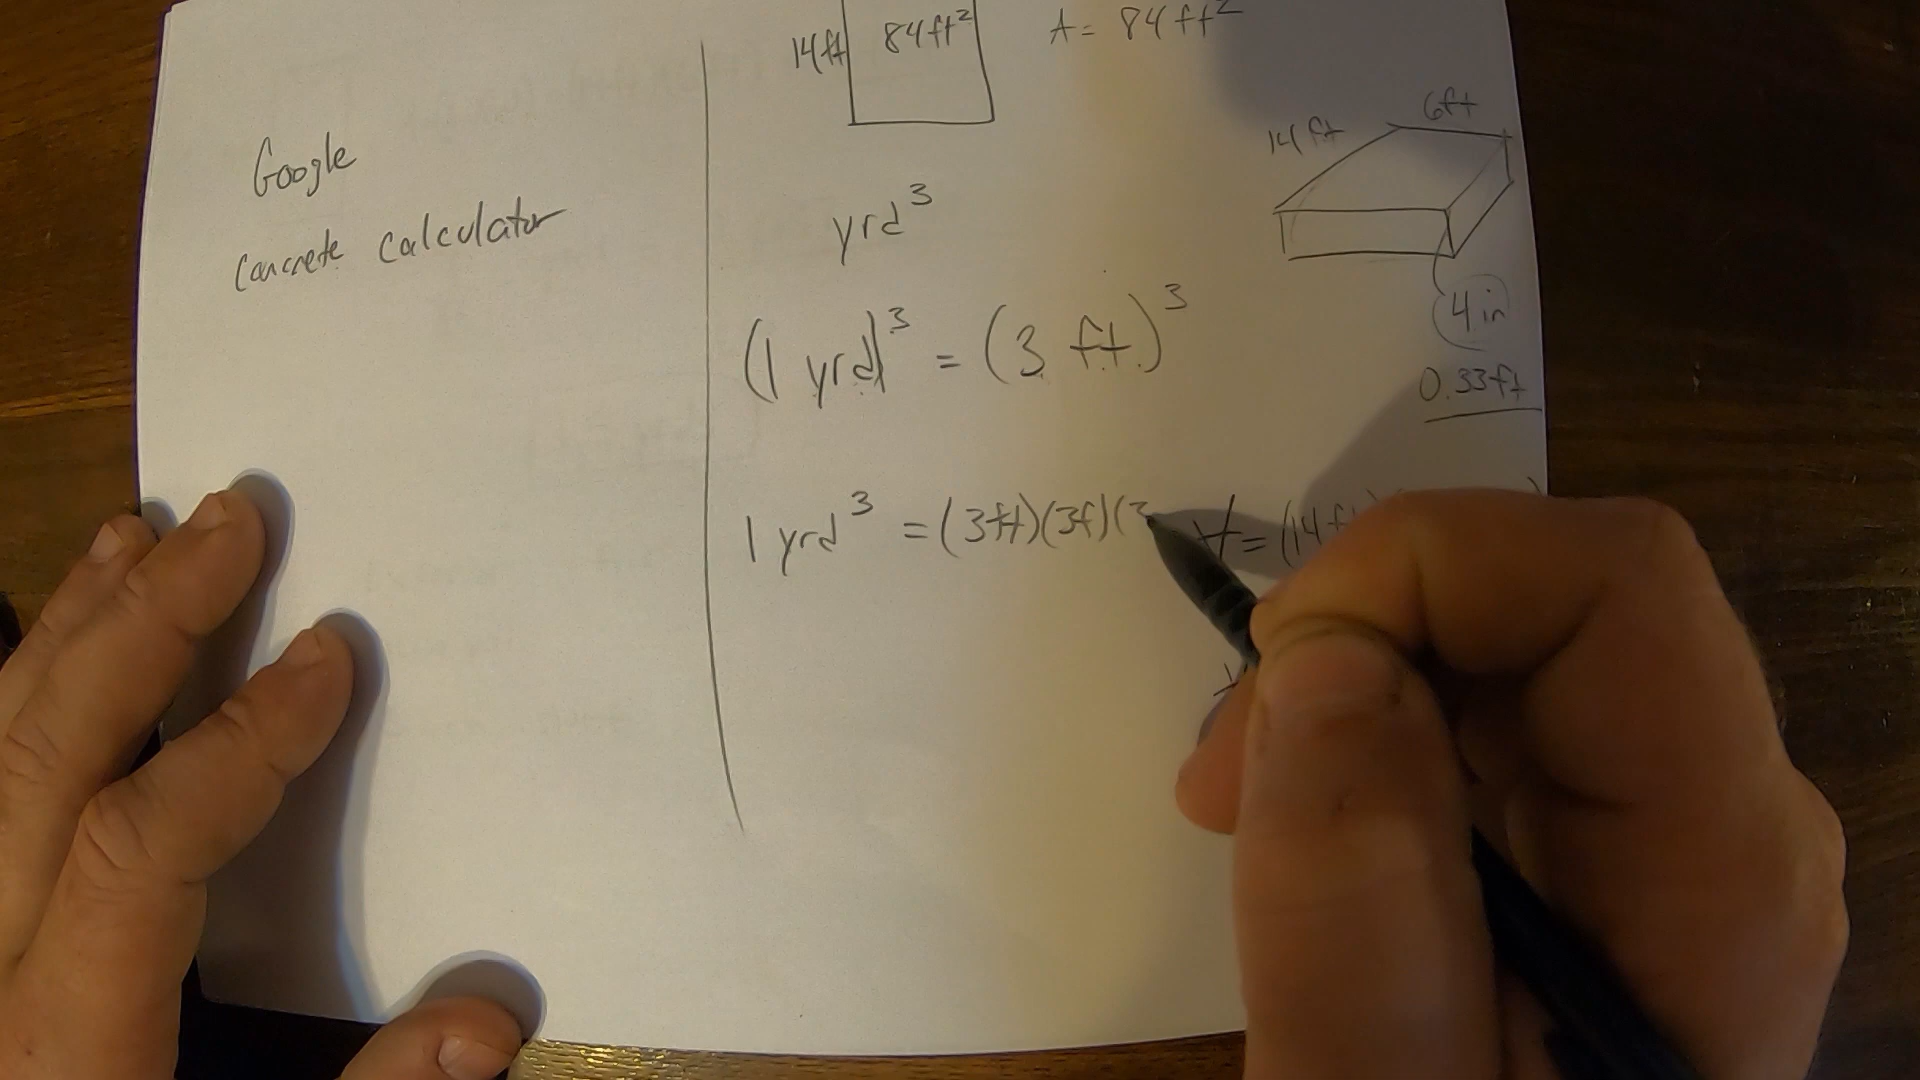 Google
concrete calculator
14ft 84ft² A = 84ft²
14 ft 6ft
yrd³
4 in
(1 yrd)³ = (3 ft)³
0.33ft
1 yrd³ = (3ft)(3f)(3
V = (14 ft)